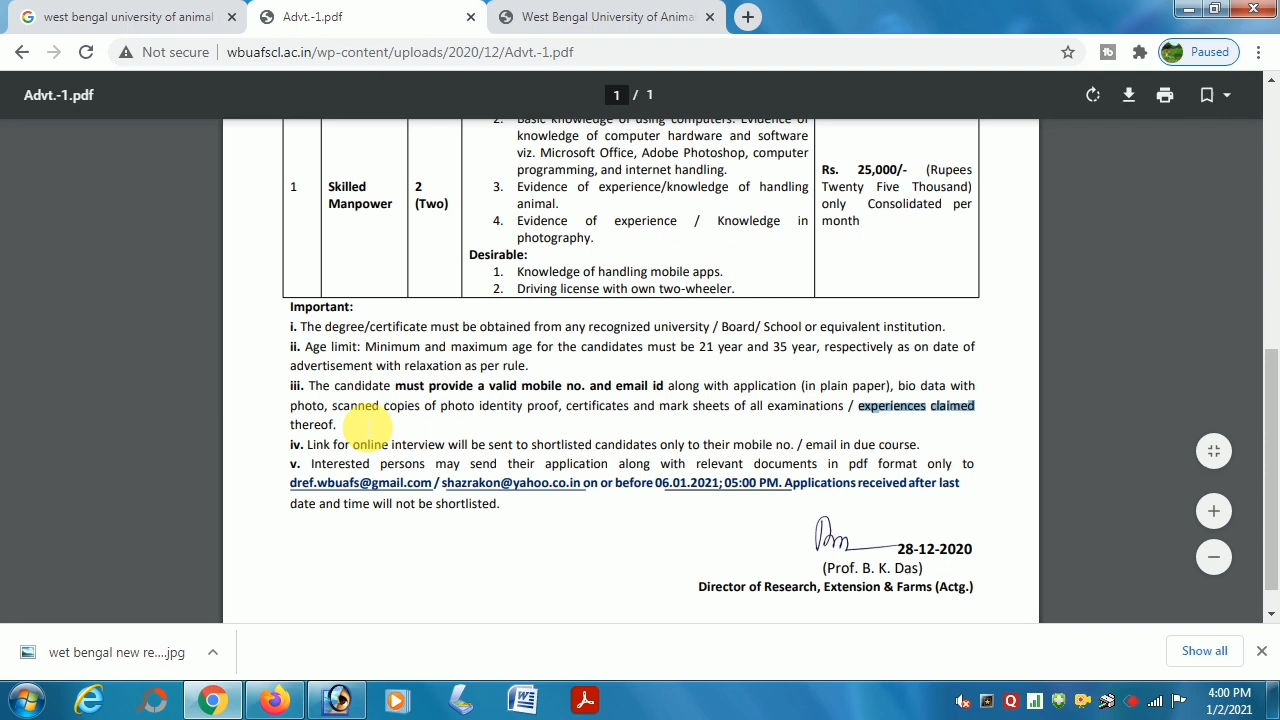 west bengal university of animal
Advt.-1.pdf
West Bengal University of Anima
Not secure
wbuafscl.ac.in/wp-content/uploads/2020/12/Advt.-1.pdf
Paused
Advt.-1.pdf
1 / 1
2. Basic knowledge of using computers. Evidence of
knowledge of computer hardware and software
viz. Microsoft Office, Adobe Photoshop, computer
programming, and internet handling.
3. Evidence of experience/knowledge of handling
animal.
4. Evidence of experience / Knowledge in
photography.
Desirable:
1. Knowledge of handling mobile apps.
2. Driving license with own two-wheeler.
1
Skilled
Manpower
2
(Two)
Rs. 25,000/- (Rupees
Twenty Five Thousand)
only Consolidated per
month
Important:
i. The degree/certificate must be obtained from any recognized university / Board/ School or equivalent institution.
ii. Age limit: Minimum and maximum age for the candidates must be 21 year and 35 year, respectively as on date of
advertisement with relaxation as per rule.
iii. The candidate must provide a valid mobile no. and email id along with application (in plain paper), bio data with
photo, scanned copies of photo identity proof, certificates and mark sheets of all examinations / experiences claimed
thereof.
iv. Link for online interview will be sent to shortlisted candidates only to their mobile no. / email in due course.
v. Interested persons may send their application along with relevant documents in pdf format only to
dref.wbuafs@gmail.com / shazrakon@yahoo.co.in on or before 06.01.2021; 05:00 PM. Applications received after last
date and time will not be shortlisted.
28-12-2020
(Prof. B. K. Das)
Director of Research, Extension & Farms (Actg.)
wet bengal new re....jpg
Show all
4:00 PM
1/2/2021